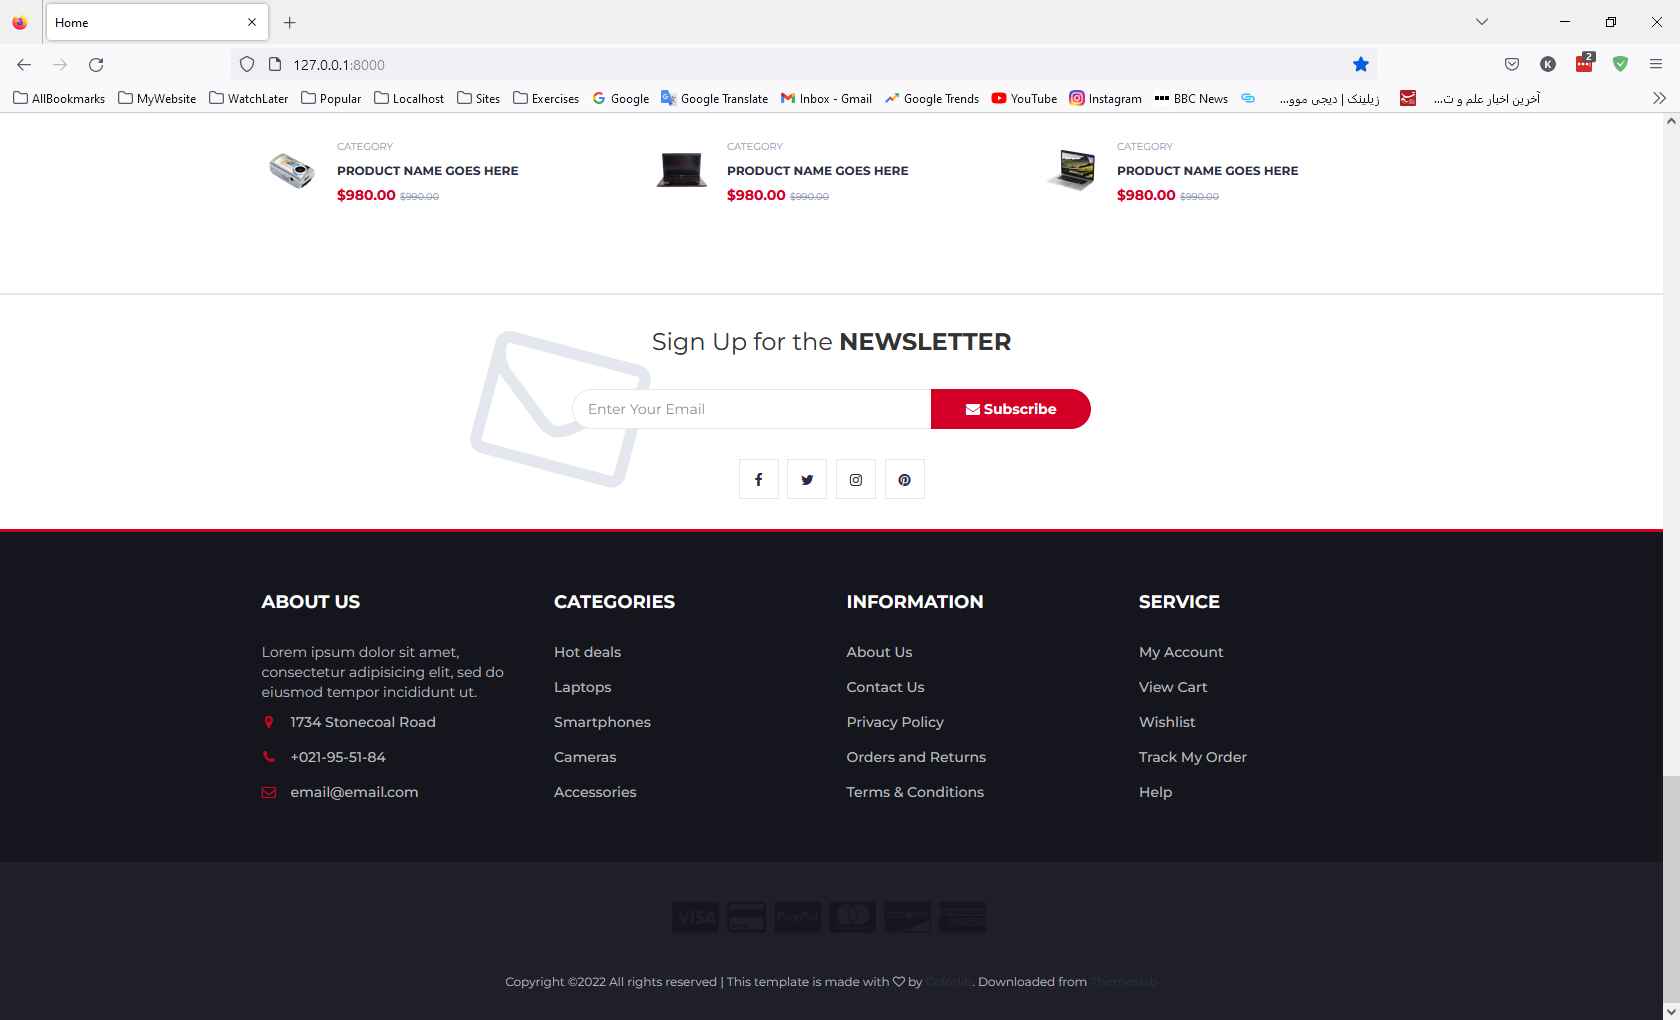 Home
127.0.0.1:8000
K
2
AllBookmarks MyWebsite WatchLater Popular Localhost Sites Exercises Google Google Translate Inbox - Gmail Google Trends YouTube Instagram BBC News زیلینک | دیجی موو... آخرین اخبار علم و ت...
CATEGORY
PRODUCT NAME GOES HERE
$980.00 $990.00
CATEGORY
PRODUCT NAME GOES HERE
$980.00 $990.00
CATEGORY
PRODUCT NAME GOES HERE
$980.00 $990.00
Sign Up for the NEWSLETTER
Enter Your Email
Subscribe
ABOUT US
Lorem ipsum dolor sit amet,
consectetur adipisicing elit, sed do
eiusmod tempor incididunt ut.
1734 Stonecoal Road
+021-95-51-84
email@email.com
CATEGORIES
Hot deals
Laptops
Smartphones
Cameras
Accessories
INFORMATION
About Us
Contact Us
Privacy Policy
Orders and Returns
Terms & Conditions
SERVICE
My Account
View Cart
Wishlist
Track My Order
Help
VISA PayPal DISCOVER AMERICAN EXPRESS
Copyright ©2022 All rights reserved | This template is made with by Colorlib. Downloaded from Themeslab